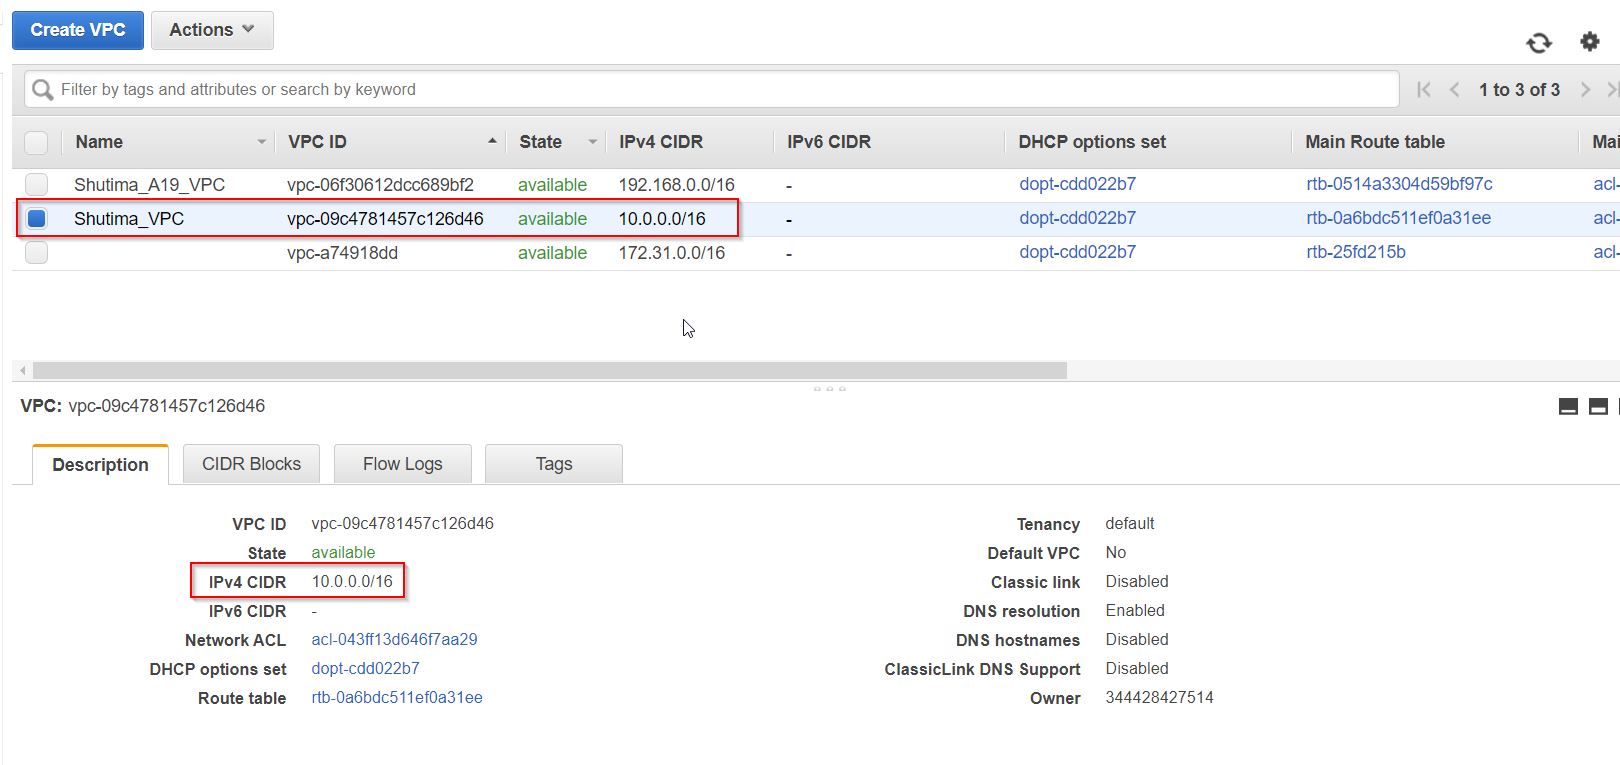 Create VPC Actions
Filter by tags and attributes or search by keyword 1 to 3 of 3
Name VPC ID State IPv4 CIDR IPv6 CIDR DHCP options set Main Route table Mai
Shutima_A19_VPC vpc-06f30612dcc689bf2 available 192.168.0.0/16 - dopt-cdd022b7 rtb-0514a3304d59bf97c acl-
Shutima_VPC vpc-09c4781457c126d46 available 10.0.0.0/16 - dopt-cdd022b7 rtb-0a6bdc511ef0a31ee acl-
vpc-a74918dd available 172.31.0.0/16 - dopt-cdd022b7 rtb-25fd215b acl-
VPC: vpc-09c4781457c126d46
Description CIDR Blocks Flow Logs Tags
VPC ID vpc-09c4781457c126d46 Tenancy default
State available Default VPC No
IPv4 CIDR 10.0.0.0/16 Classic link Disabled
IPv6 CIDR - DNS resolution Enabled
Network ACL acl-043ff13d646f7aa29 DNS hostnames Disabled
DHCP options set dopt-cdd022b7 ClassicLink DNS Support Disabled
Route table rtb-0a6bdc511ef0a31ee Owner 344428427514